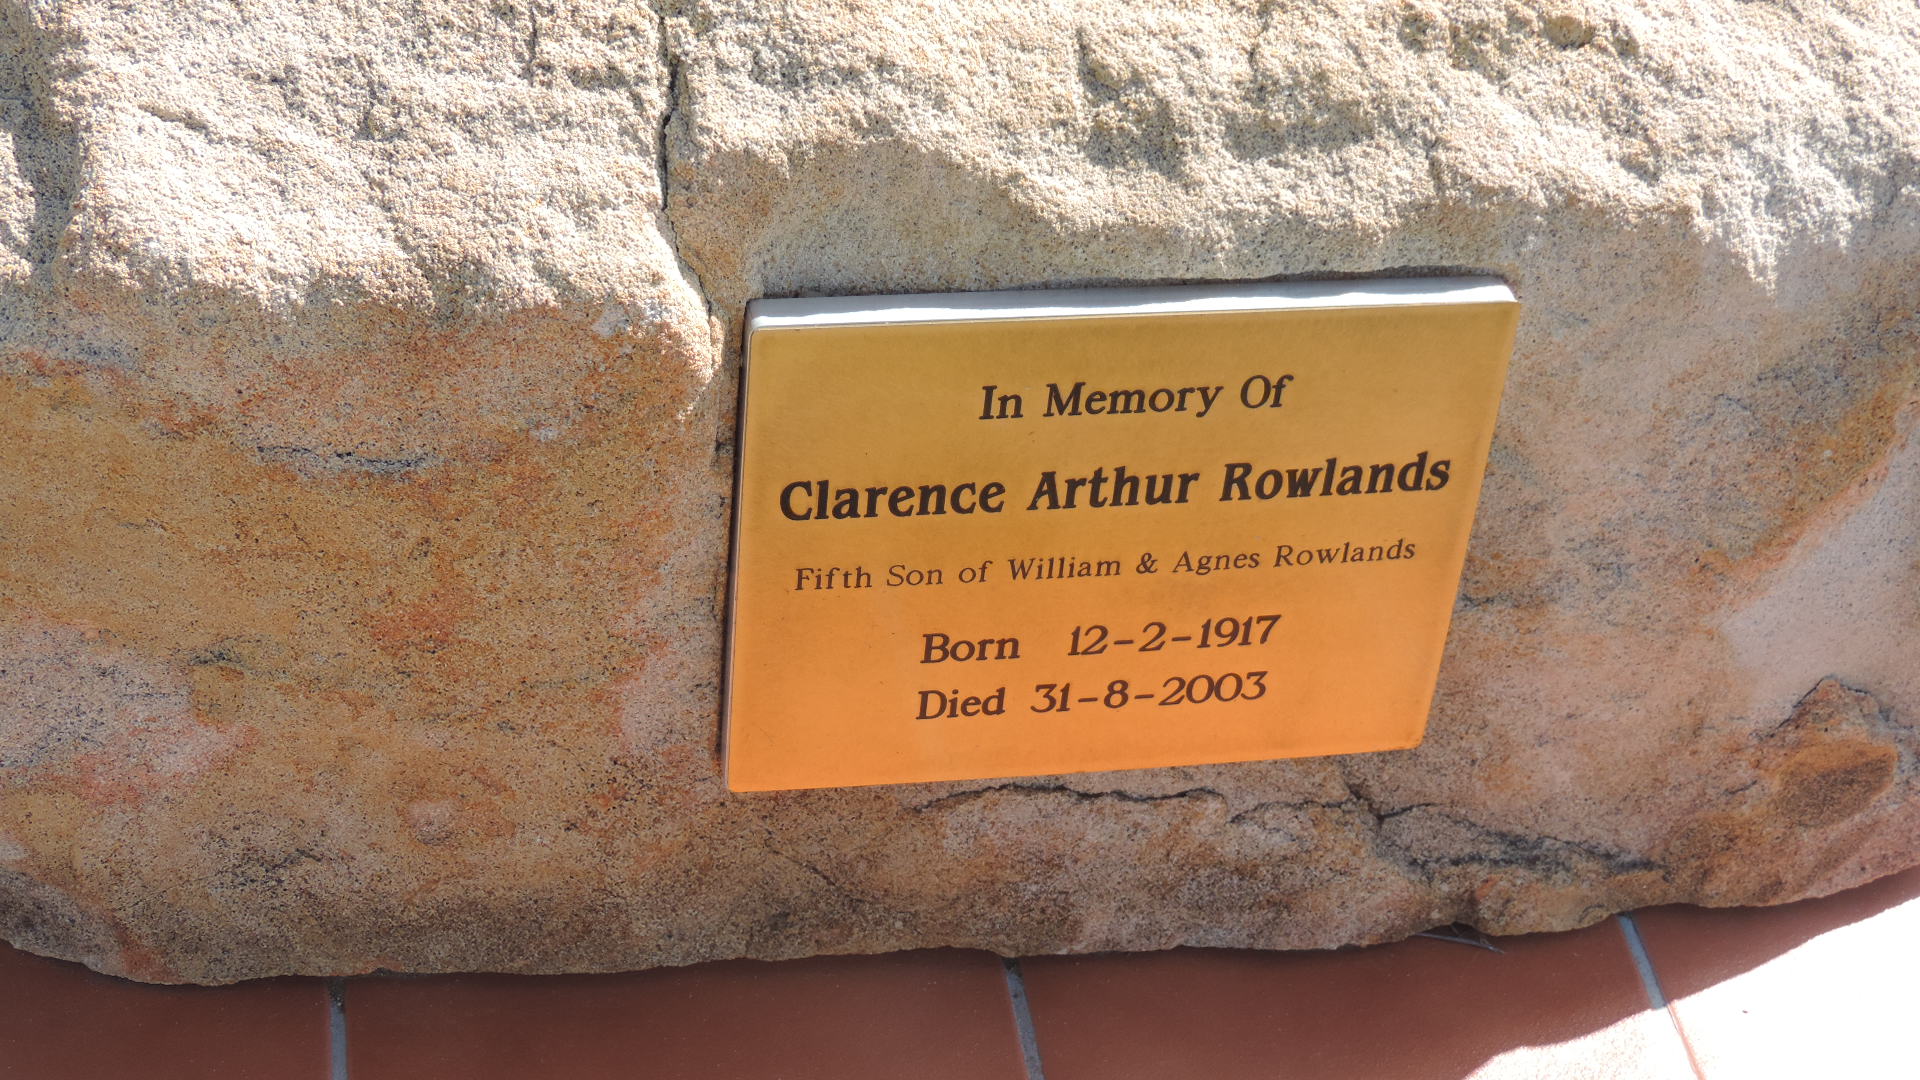 In Memory Of
Clarence Arthur Rowlands
Fifth Son of William & Agnes Rowlands
Born 12-2-1917
Died 31-8-2003